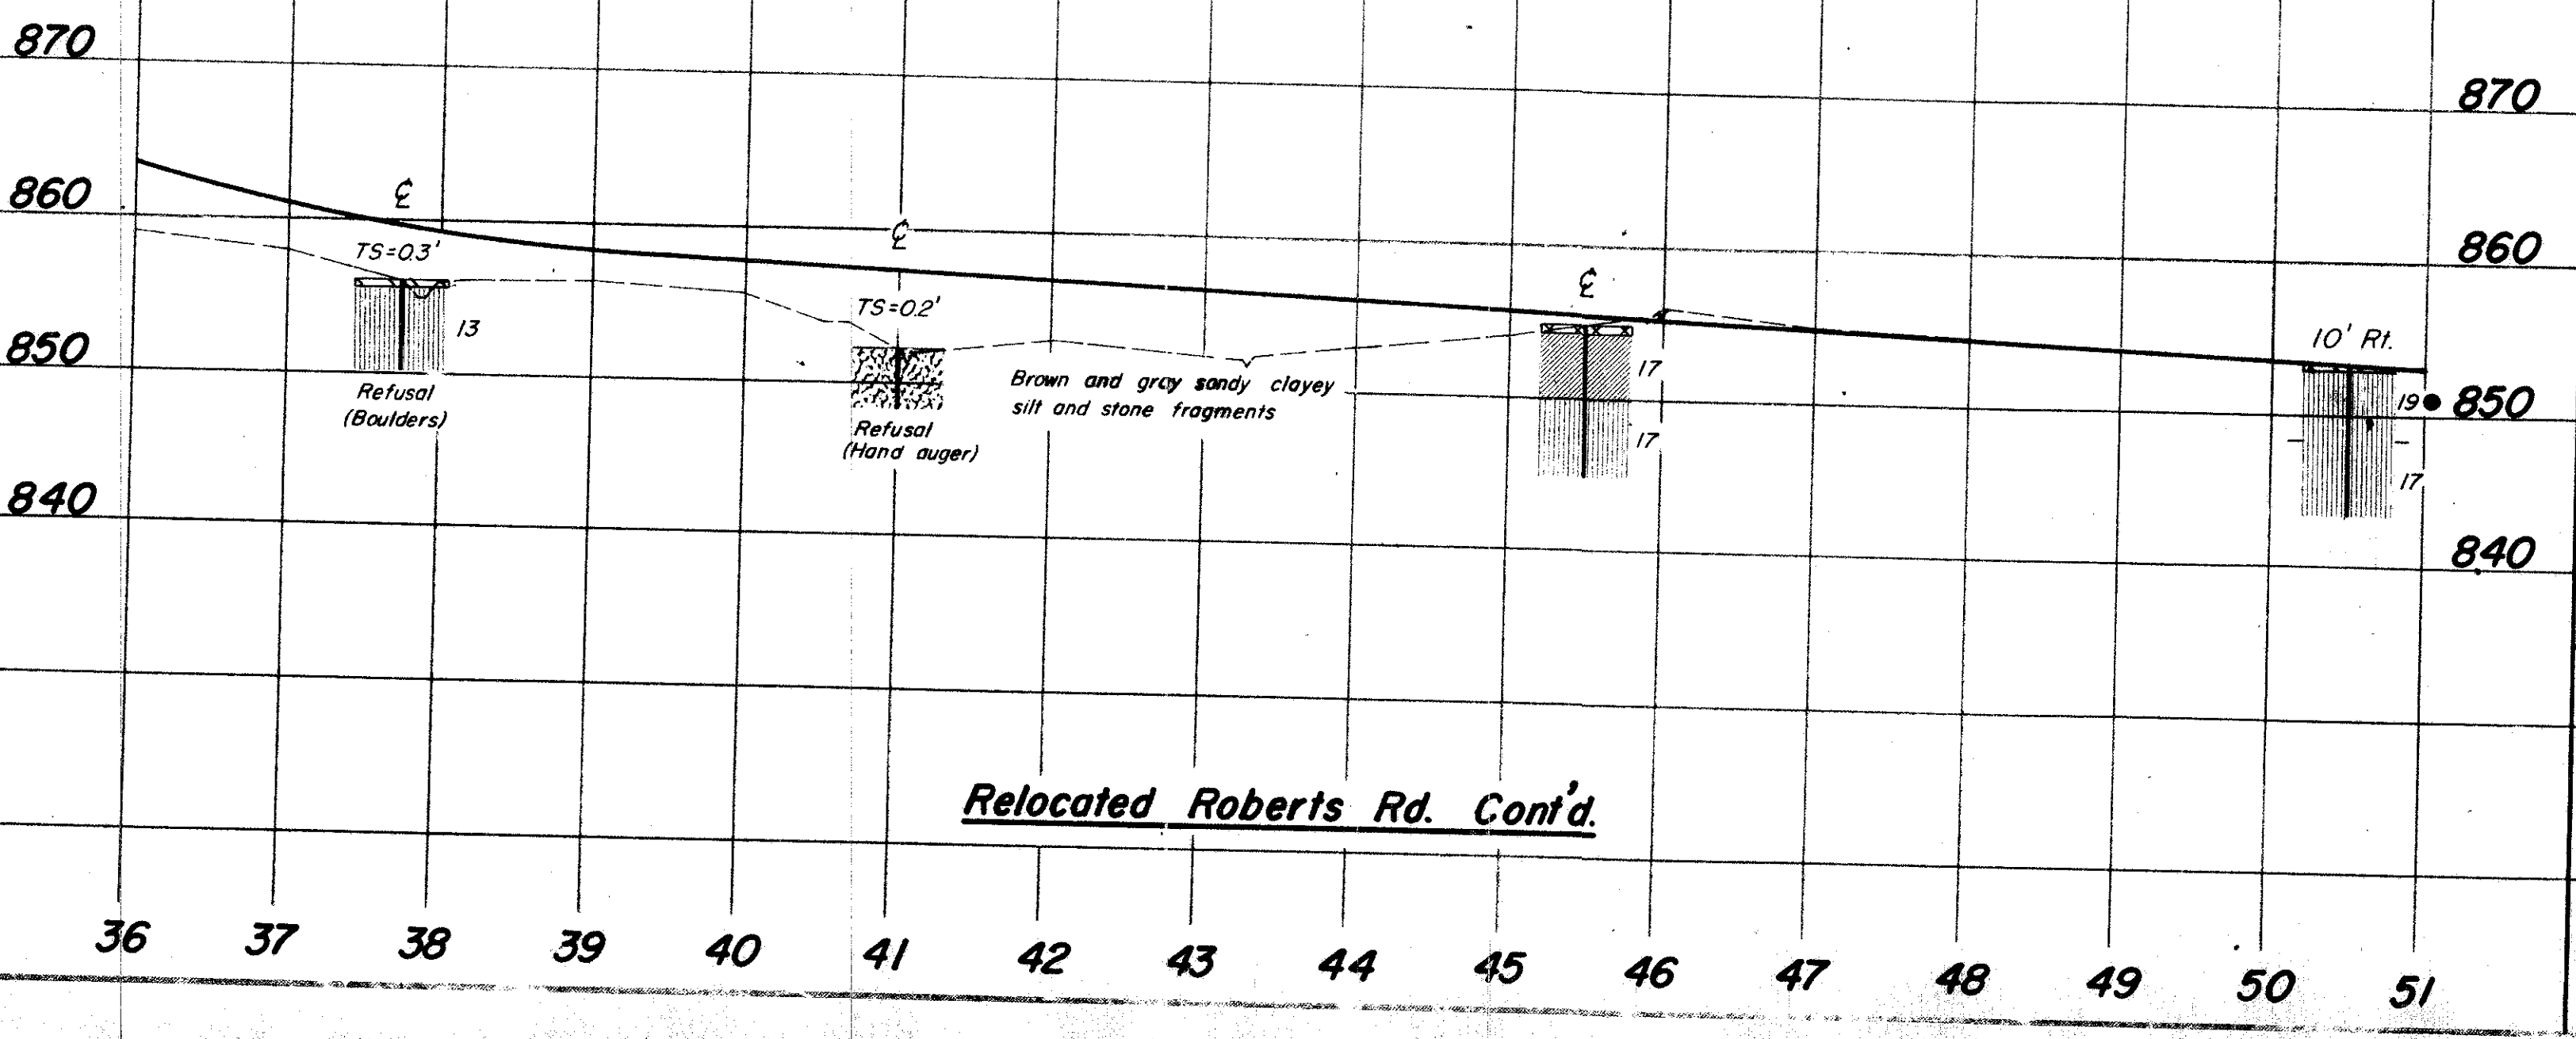 870
870
860
860
℄
℄
℄
TS=0.3'
TS=0.2'
10' Rt.
850
850
13
17
19
Refusal
(Boulders)
Brown and gray sandy clayey
silt and stone fragments
Refusal
(Hand auger)
17
17
840
840
Relocated Roberts Rd. Cont'd.
36 37 38 39 40 41 42 43 44 45 46 47 48 49 50 51